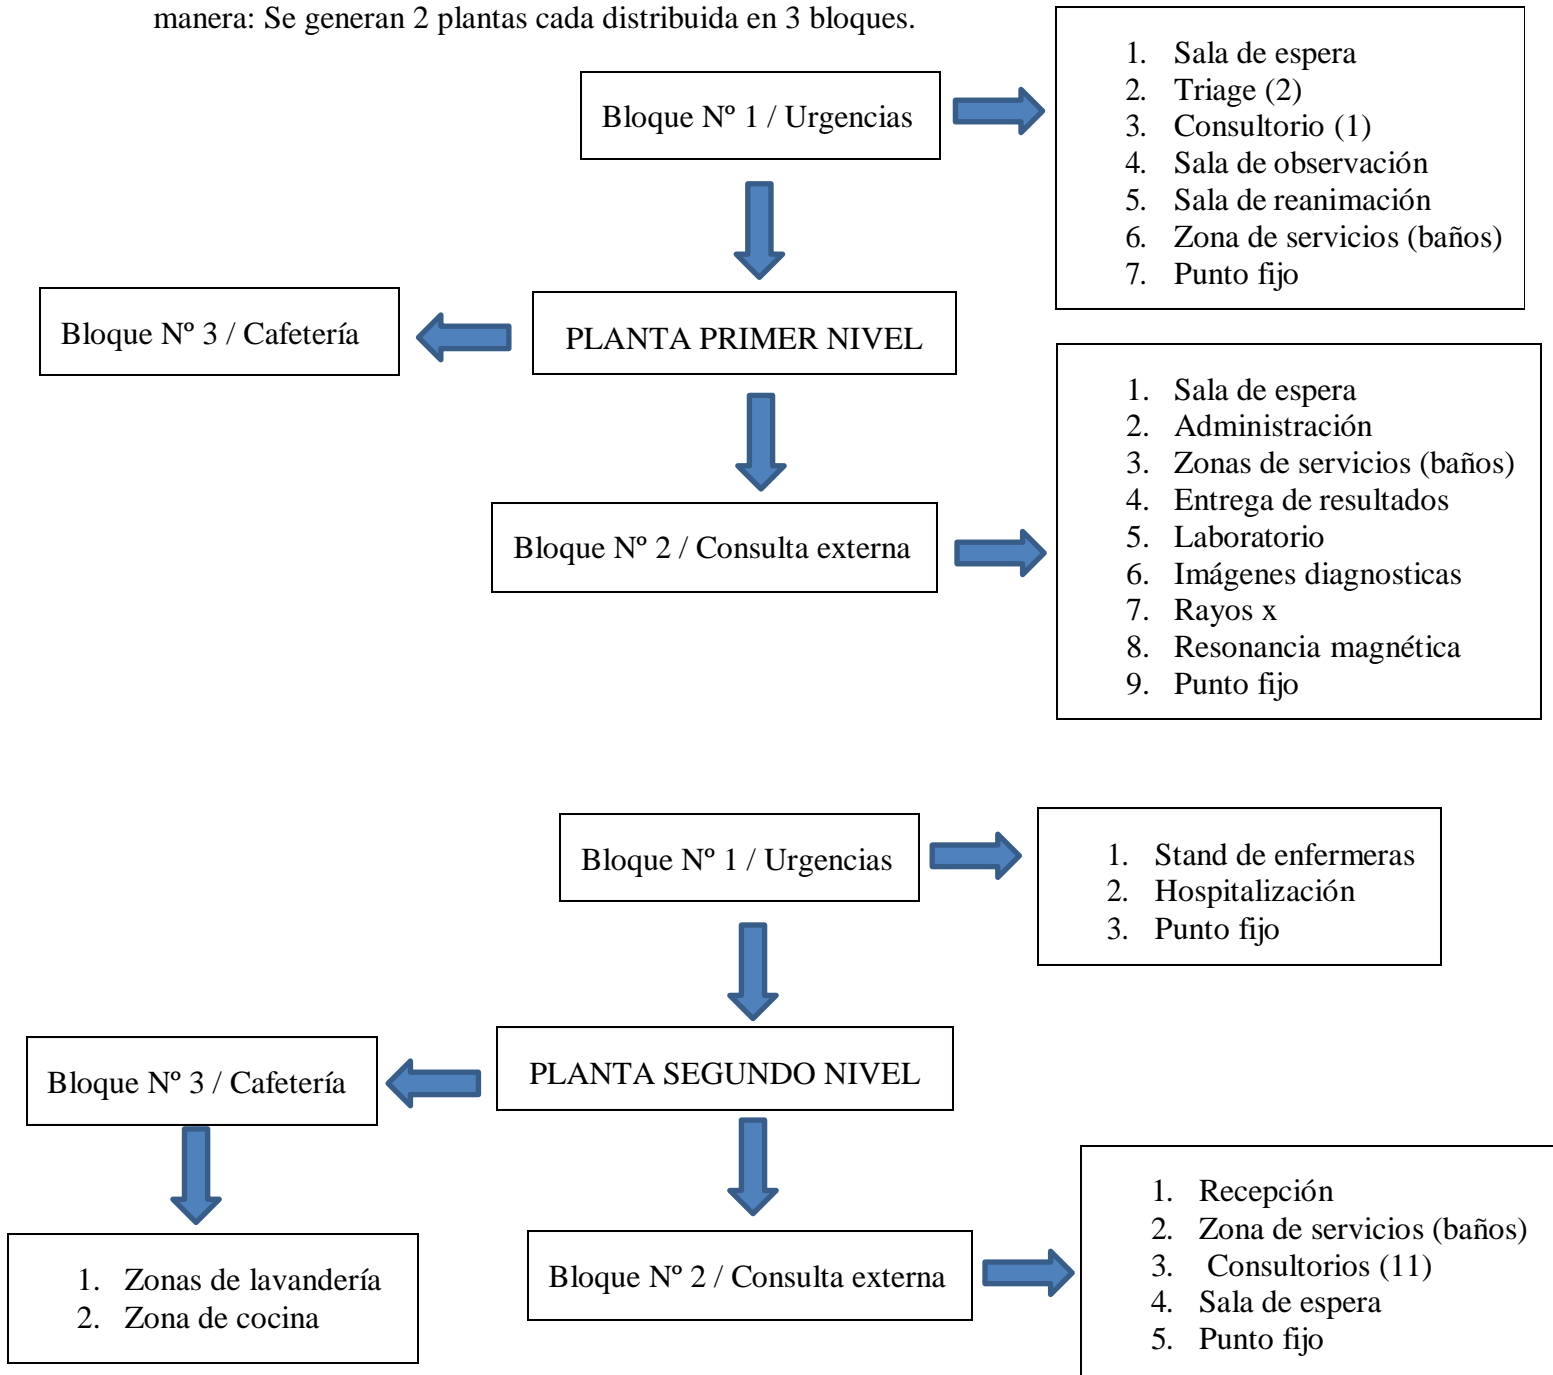 manera: Se generan 2 plantas cada distribuida en 3 bloques.
Bloque Nº 1 / Urgencias
1. Sala de espera
2. Triage (2)
3. Consultorio (1)
4. Sala de observación
5. Sala de reanimación
6. Zona de servicios (baños)
7. Punto fijo
Bloque Nº 3 / Cafetería
PLANTA PRIMER NIVEL
Bloque Nº 2 / Consulta externa
1. Sala de espera
2. Administración
3. Zonas de servicios (baños)
4. Entrega de resultados
5. Laboratorio
6. Imágenes diagnosticas
7. Rayos x
8. Resonancia magnética
9. Punto fijo
Bloque Nº 1 / Urgencias
1. Stand de enfermeras
2. Hospitalización
3. Punto fijo
Bloque Nº 3 / Cafetería
PLANTA SEGUNDO NIVEL
1. Zonas de lavandería
2. Zona de cocina
Bloque Nº 2 / Consulta externa
1. Recepción
2. Zona de servicios (baños)
3. Consultorios (11)
4. Sala de espera
5. Punto fijo